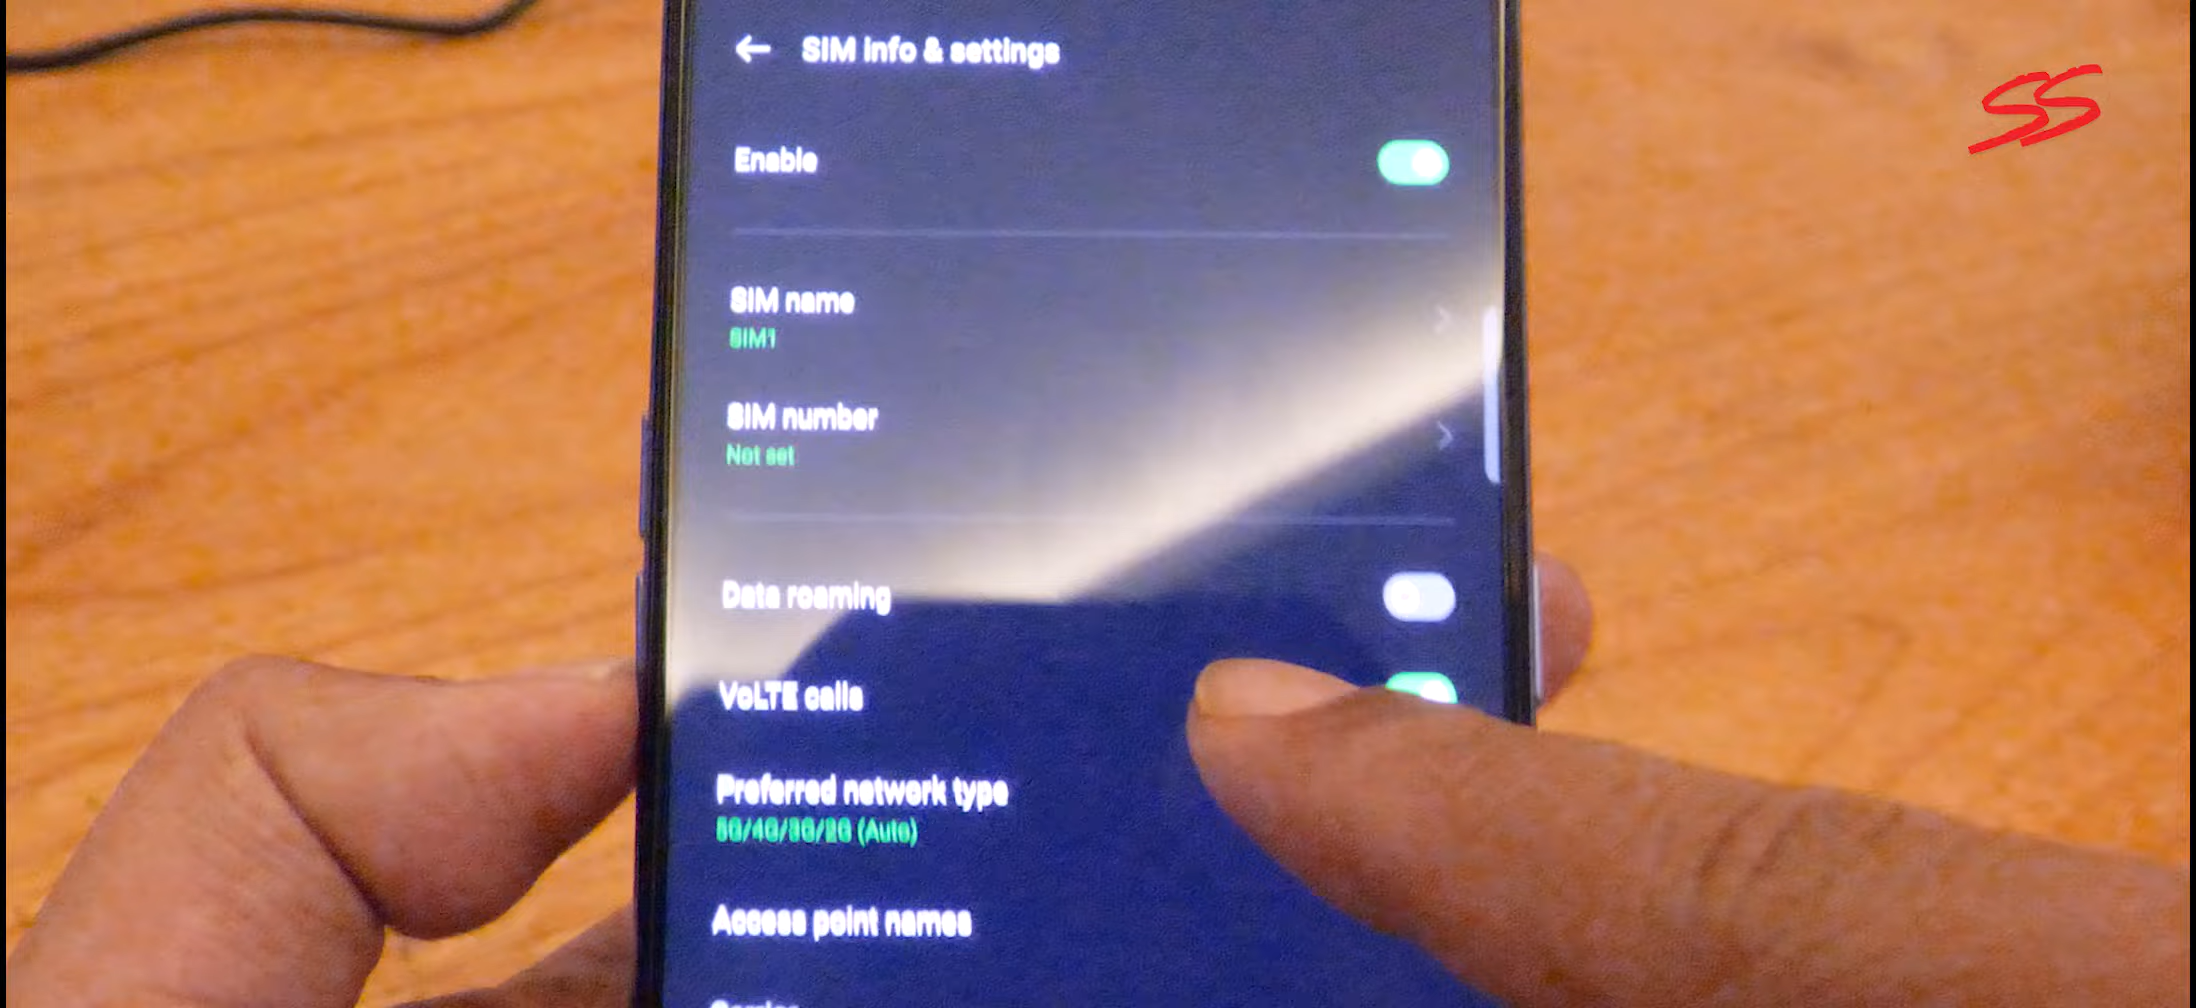 SIM info & settings
SS
Enable
SIM name
SIM1
SIM number
Not set
Data roaming
VoLTE calls
Preferred network type
5G/4G/3G/2G (Auto)
Access point names